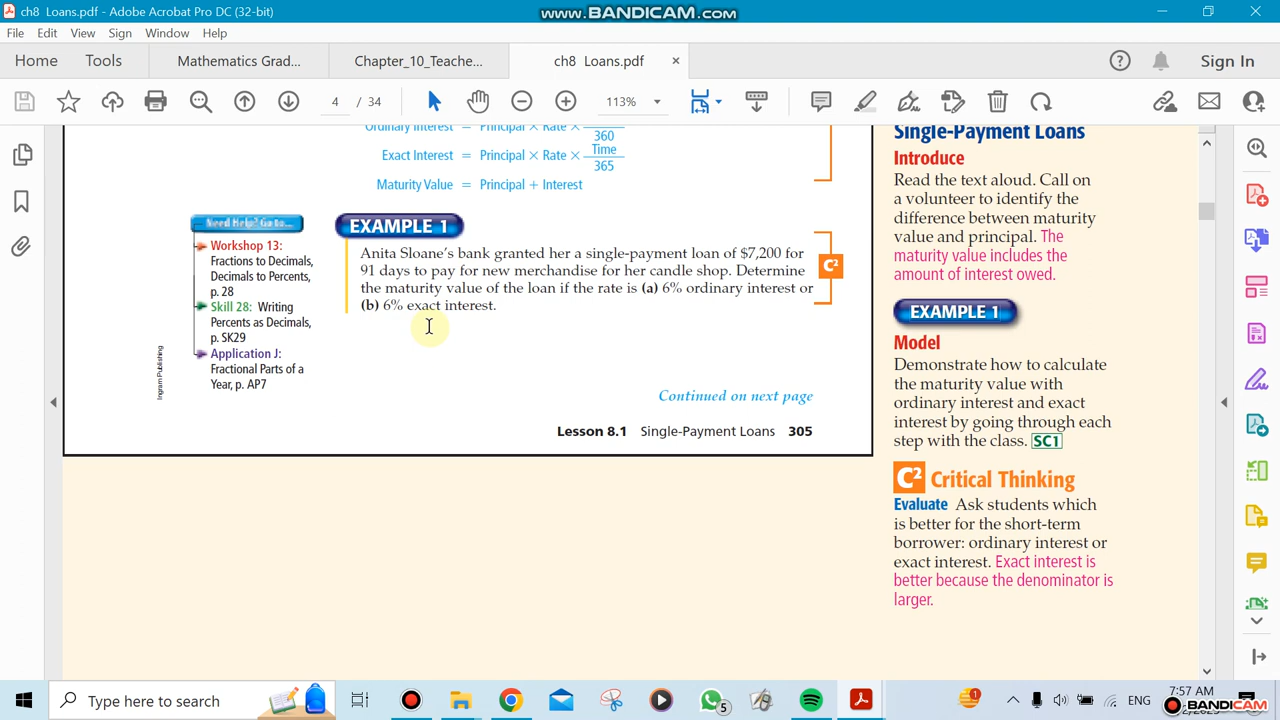 ch8  Loans.pdf - Adobe Acrobat Pro DC (32-bit)
www.BANDICAM.com
File Edit View Sign Window Help
Home Tools Mathematics Grad... Chapter_10_Teache... ch8 Loans.pdf × Sign In
4 / 34 113%
Ordinary Interest = Principal × Rate × 360
Exact Interest = Principal × Rate × Time
365
Maturity Value = Principal + Interest
Need Help? Go to...
Workshop 13:
Fractions to Decimals,
Decimals to Percents,
p. 28
Skill 28: Writing
Percents as Decimals,
p. SK29
Application J:
Fractional Parts of a
Year, p. AP7
Ingram Publishing
EXAMPLE 1
Anita Sloane's bank granted her a single-payment loan of $7,200 for
91 days to pay for new merchandise for her candle shop. Determine
the maturity value of the loan if the rate is (a) 6% ordinary interest or
(b) 6% exact interest.
C²
Continued on next page
Lesson 8.1 Single-Payment Loans 305
Single-Payment Loans
Introduce
Read the text aloud. Call on
a volunteer to identify the
difference between maturity
value and principal. The
maturity value includes the
amount of interest owed.
EXAMPLE 1
Model
Demonstrate how to calculate
the maturity value with
ordinary interest and exact
interest by going through each
step with the class. SC1
C² Critical Thinking
Evaluate Ask students which
is better for the short-term
borrower: ordinary interest or
exact interest. Exact interest is
better because the denominator is
larger.
Type here to search
5
1
ENG
7:57 AM
BANDICAM